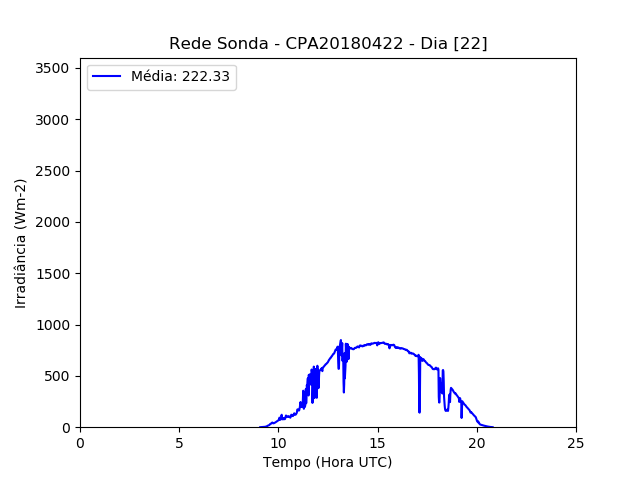 Rede Sonda - CPA20180422 - Dia [22]
Média: 222.33
3500
3000
2500
2000
1500
1000
500
0
Irradiância (Wm-2)
0 5 10 15 20 25
Tempo (Hora UTC)